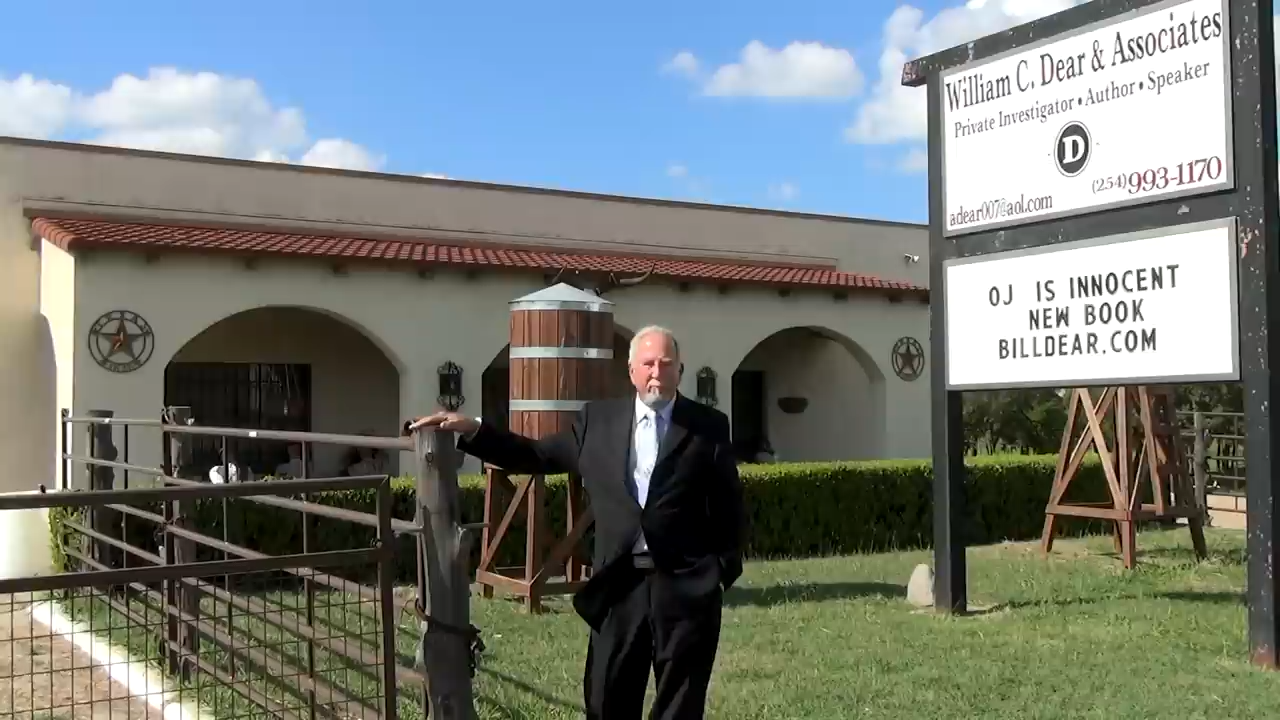 William C. Dear & Associates
Private Investigator • Author • Speaker
D
(254) 993-1170
adear007@aol.com
OJ IS INNOCENT
NEW BOOK
BILLDEAR.COM